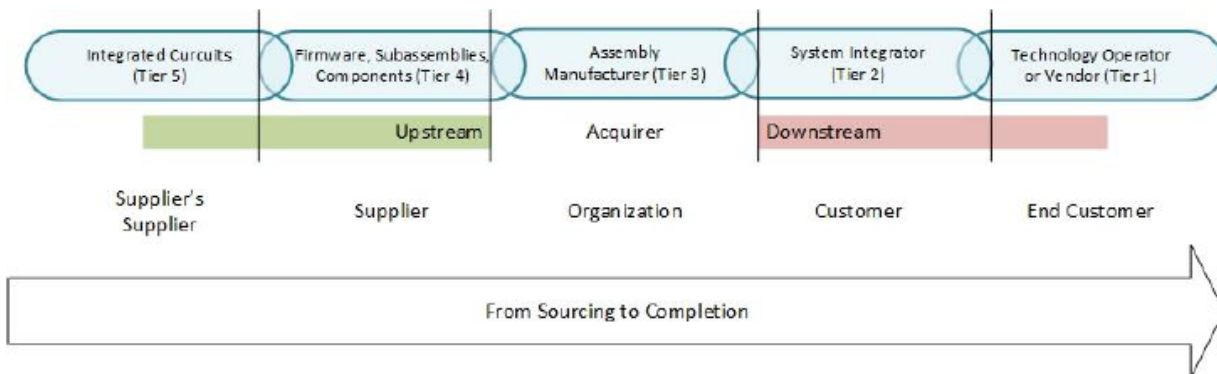 Integrated Curcuits
(Tier 5)
Firmware, Subassemblies,
Components (Tier 4)
Assembly
Manufacturer (Tier 3)
System Integrator
(Tier 2)
Technology Operator
or Vendor (Tier 1)
Upstream
Acquirer
Downstream
Supplier's
Supplier
Supplier
Organization
Customer
End Customer
From Sourcing to Completion